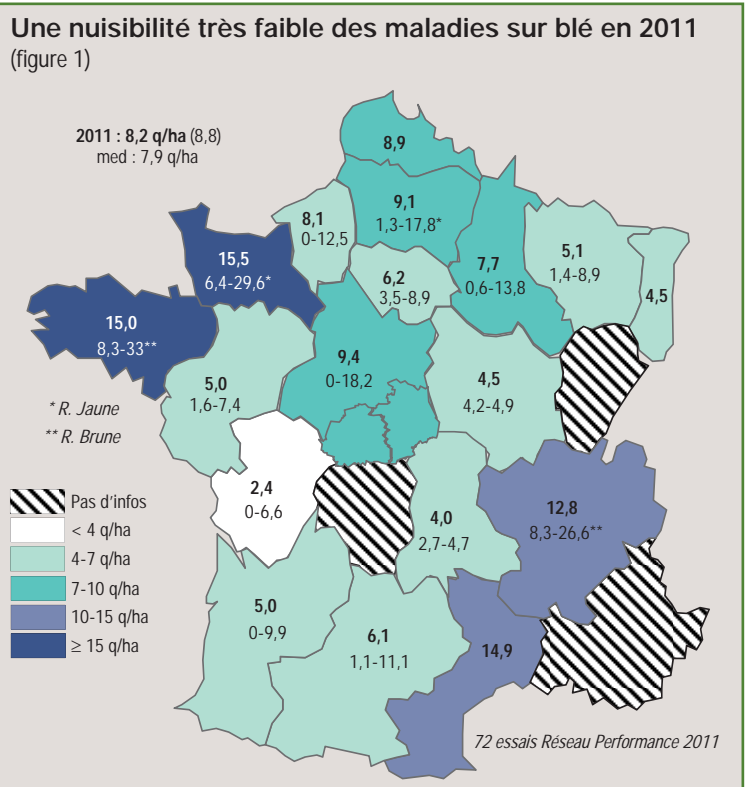 Une nuisibilité très faible des maladies sur blé en 2011
(figure 1)
2011 : 8,2 q/ha (8,8)
med : 7,9 q/ha
8,9
9,1
1,3-17,8*
8,1
0-12,5
7,7
0,6-13,8
5,1
1,4-8,9
4,5
15,5
6,4-29,6*
6,2
3,5-8,9
15,0
8,3-33**
9,4
0-18,2
4,5
4,2-4,9
5,0
1,6-7,4
* R. Jaune
** R. Brune
2,4
0-6,6
4,0
2,7-4,7
12,8
8,3-26,6**
Pas d'infos
< 4 q/ha
4-7 q/ha
7-10 q/ha
10-15 q/ha
≥ 15 q/ha
5,0
0-9,9
6,1
1,1-11,1
14,9
72 essais Réseau Performance 2011